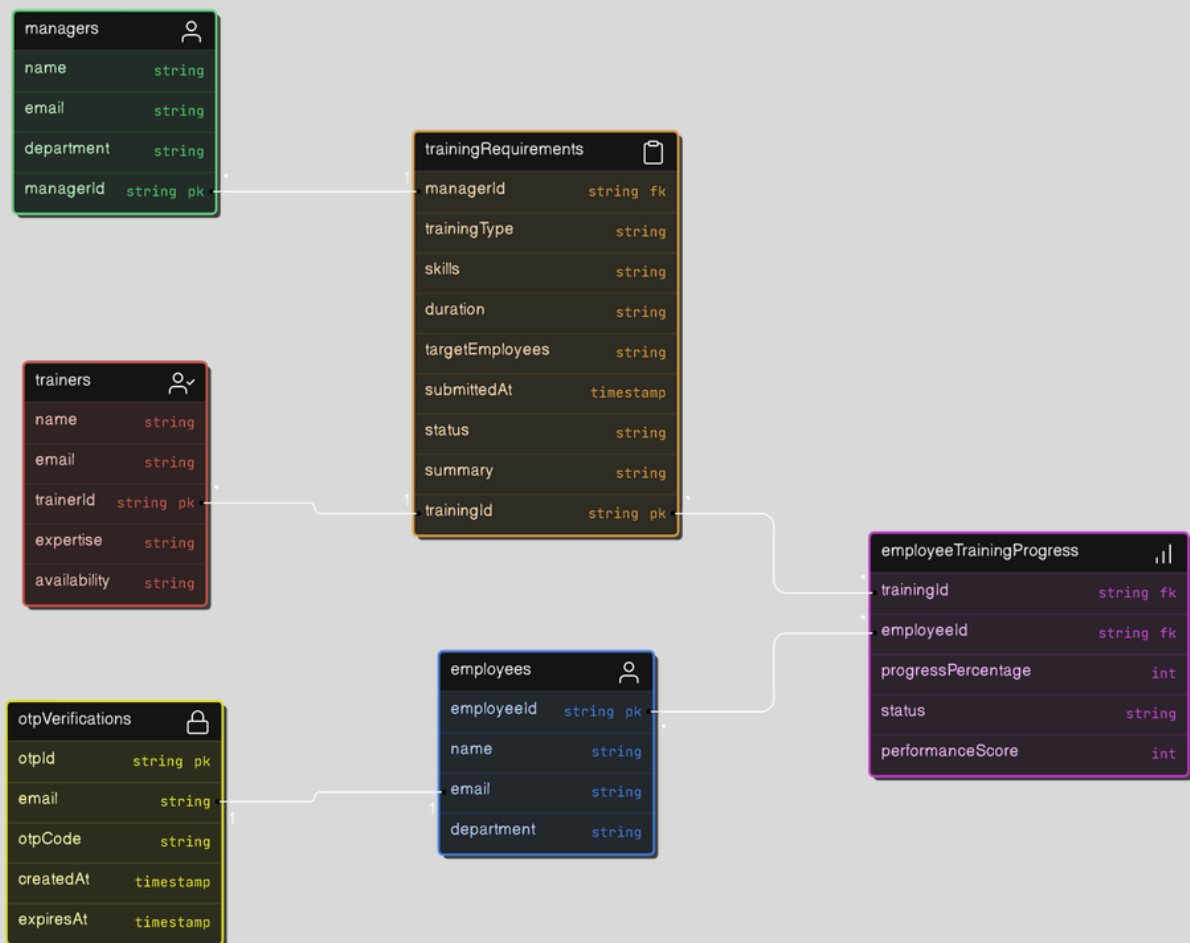 managers
name string
email string
department string
managerId string pk
trainingRequirements
managerId string fk
trainingType string
skills string
duration string
targetEmployees string
submittedAt timestamp
status string
summary string
trainingId string pk
trainers
name string
email string
trainerId string pk
expertise string
availability string
employeeTrainingProgress
trainingId string fk
employeeId string fk
progressPercentage int
status string
performanceScore int
employees
employeeId string pk
name string
email string
department string
otpVerifications
otpId string pk
email string
otpCode string
createdAt timestamp
expiresAt timestamp
1
1
1
1